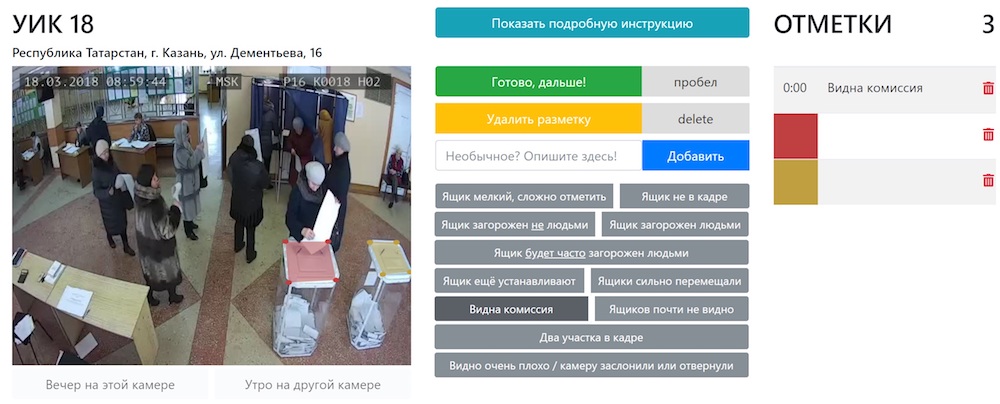 УИК 18
Республика Татарстан, г. Казань, ул. Дементьева, 16
18.03.2018 08:59:44 MSK P16 K0018 H02
Вечер на этой камере
Утро на другой камере
Показать подробную инструкцию
Готово, дальше!
пробел
Удалить разметку
delete
Необычное? Опишите здесь!
Добавить
Ящик мелкий, сложно отметить
Ящик не в кадре
Ящик загорожен не людьми
Ящик загорожен людьми
Ящик будет часто загорожен людьми
Ящик ещё устанавливают
Ящики сильно перемещали
Видна комиссия
Ящиков почти не видно
Два участка в кадре
Видно очень плохо / камеру заслонили или отвернули
ОТМЕТКИ 3
0:00 Видна комиссия